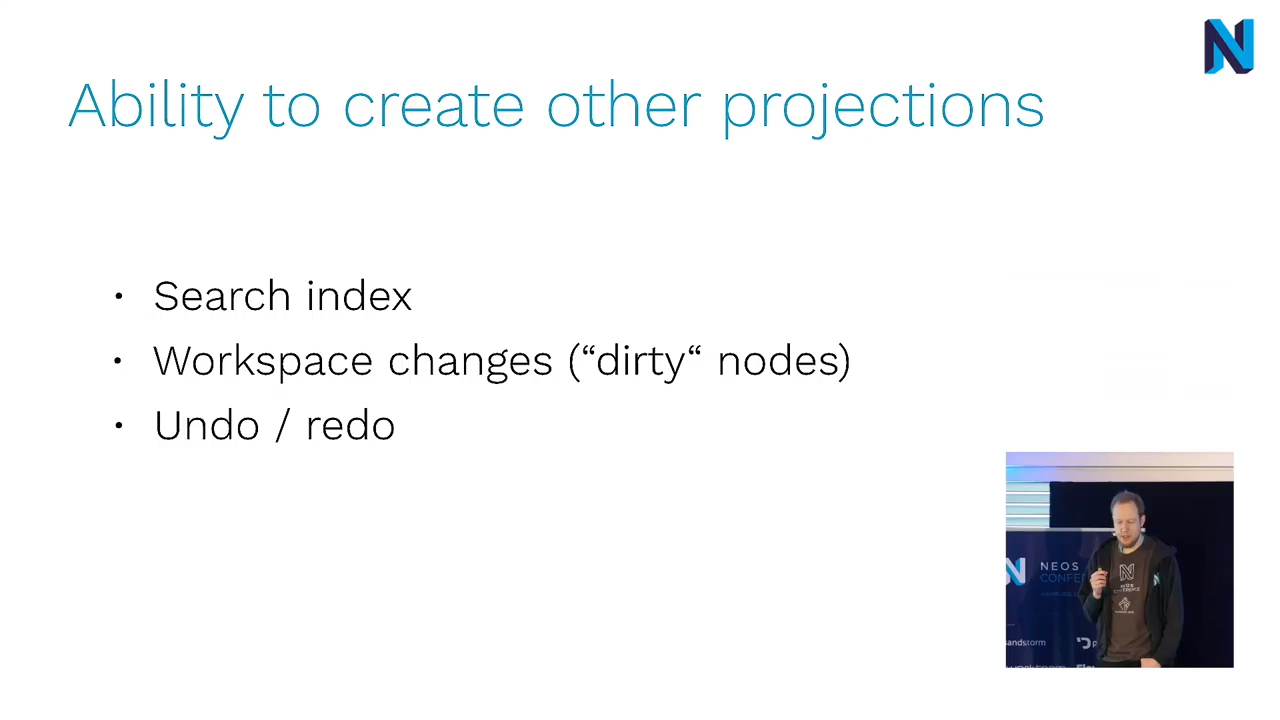 Ability to create other projections
• Search index
• Workspace changes (“dirty“ nodes)
• Undo / redo
NEOS